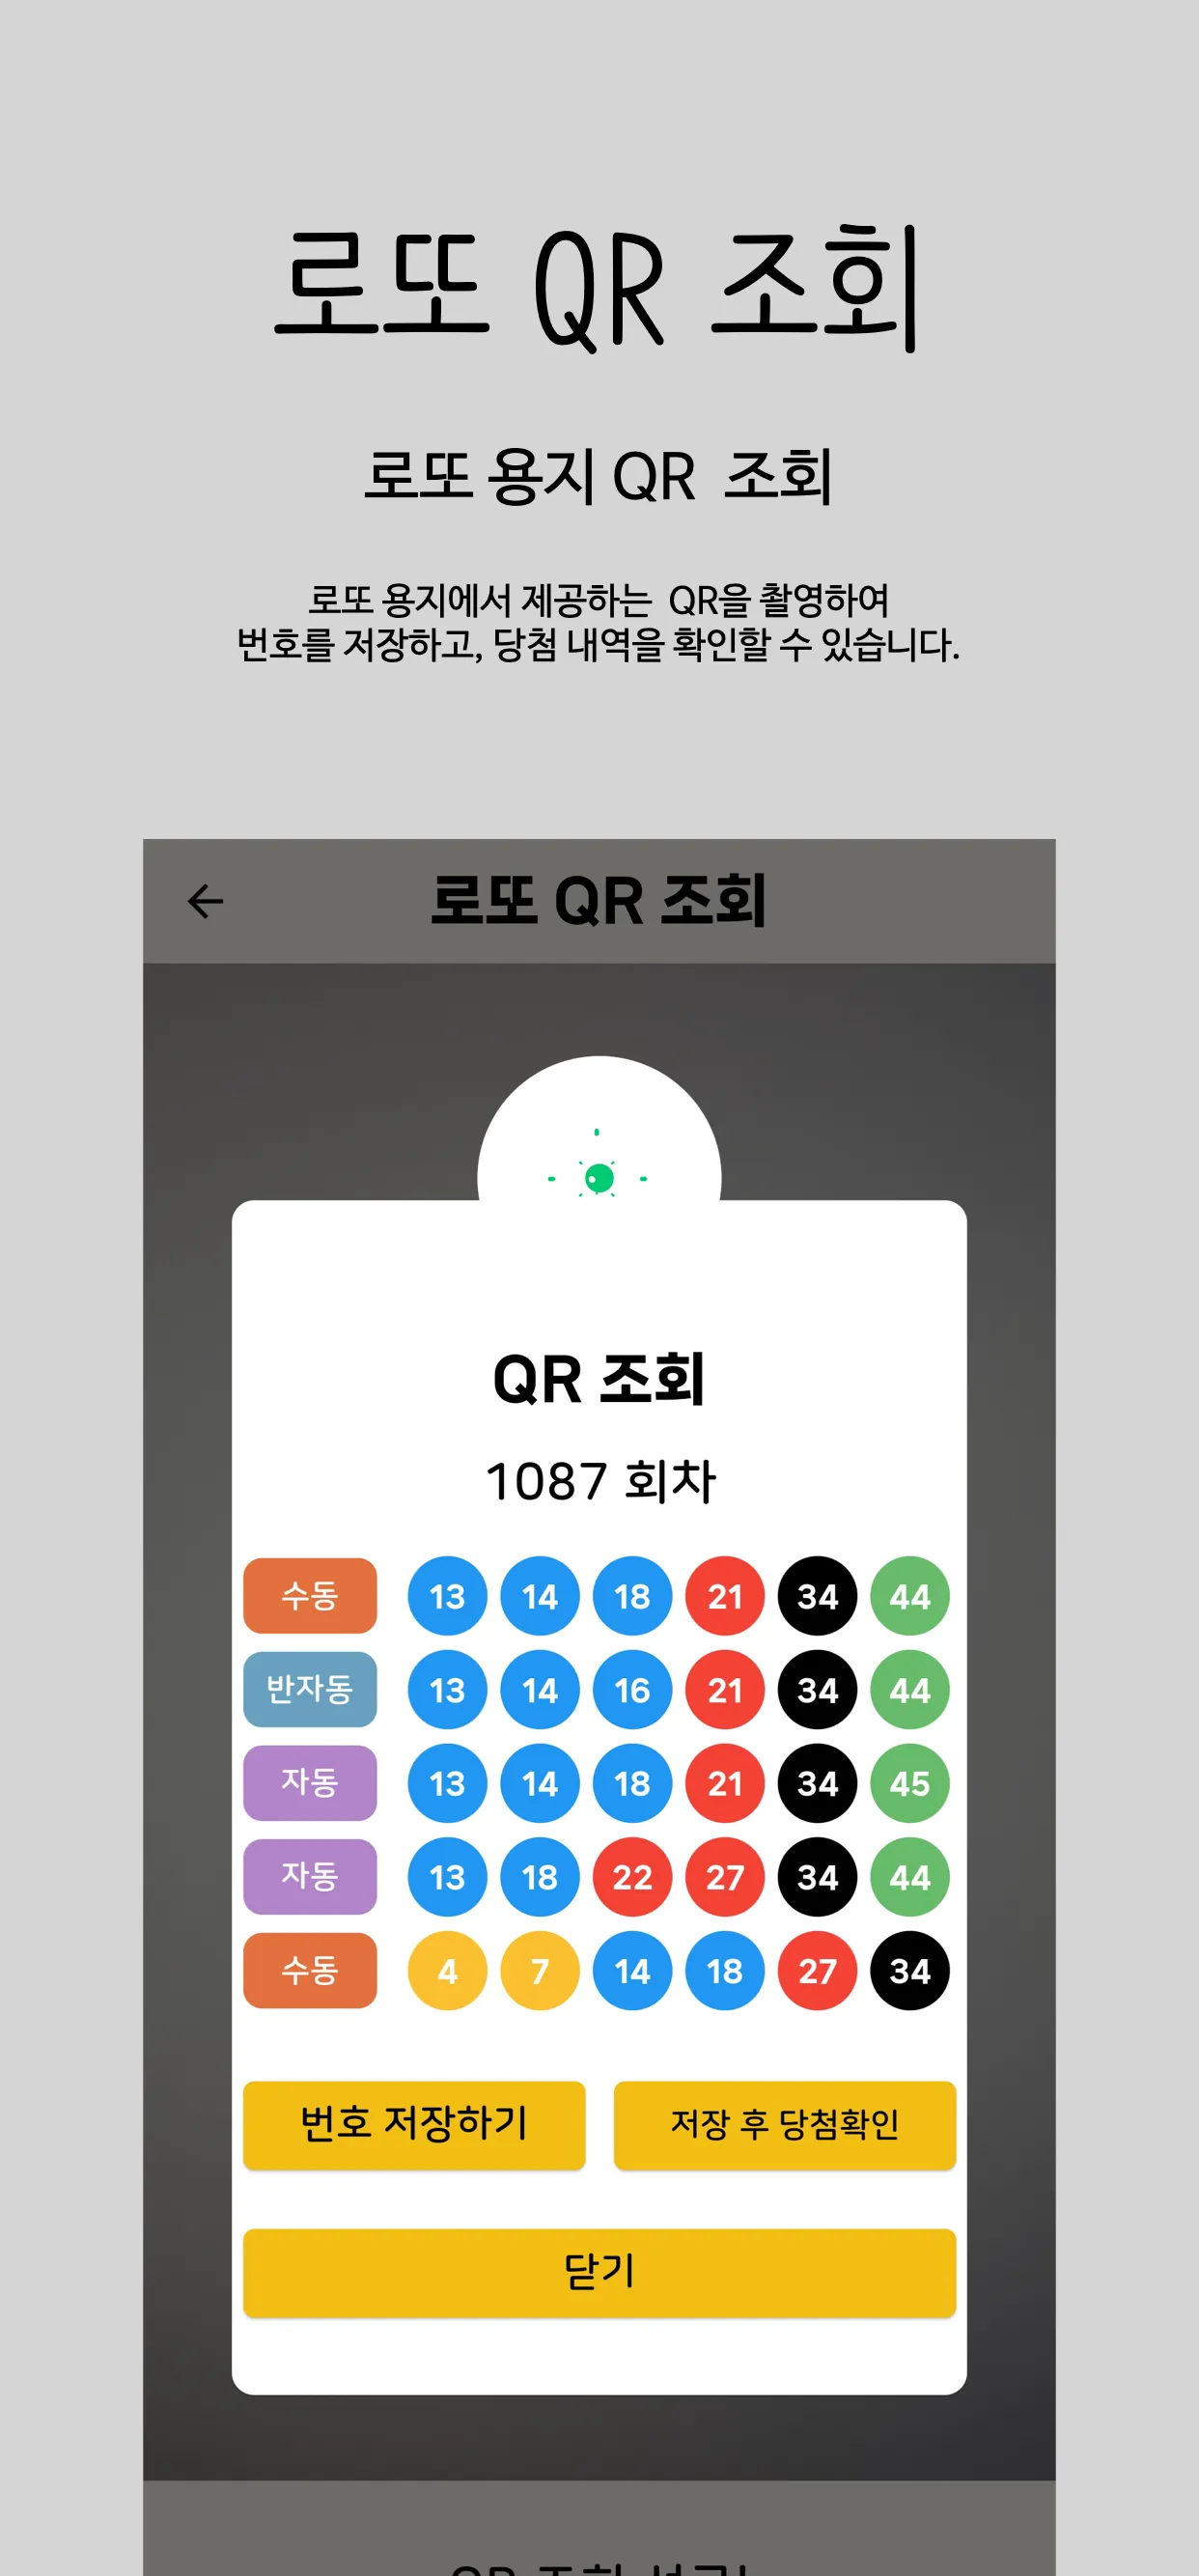 로또 QR 조회
로또 용지 QR 조회
로또 용지에서 제공하는 QR을 촬영하여
번호를 저장하고, 당첨 내역을 확인할 수 있습니다.
로또 QR 조회
QR 조회
1087 회차
수동 13 14 18 21 34 44
반자동 13 14 16 21 34 44
자동 13 14 18 21 34 45
자동 13 18 22 27 34 44
수동 4 7 14 18 27 34
번호 저장하기 저장 후 당첨확인
닫기
QR 조회